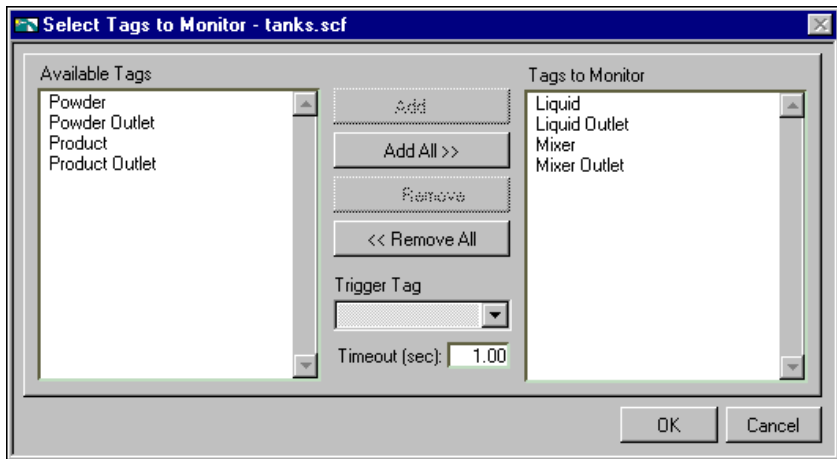 Select Tags to Monitor - tanks.scf
Available Tags
Powder
Powder Outlet
Product
Product Outlet
Add
Add All >>
Remove
<< Remove All
Trigger Tag
Timeout (sec): 1.00
Tags to Monitor
Liquid
Liquid Outlet
Mixer
Mixer Outlet
OK
Cancel